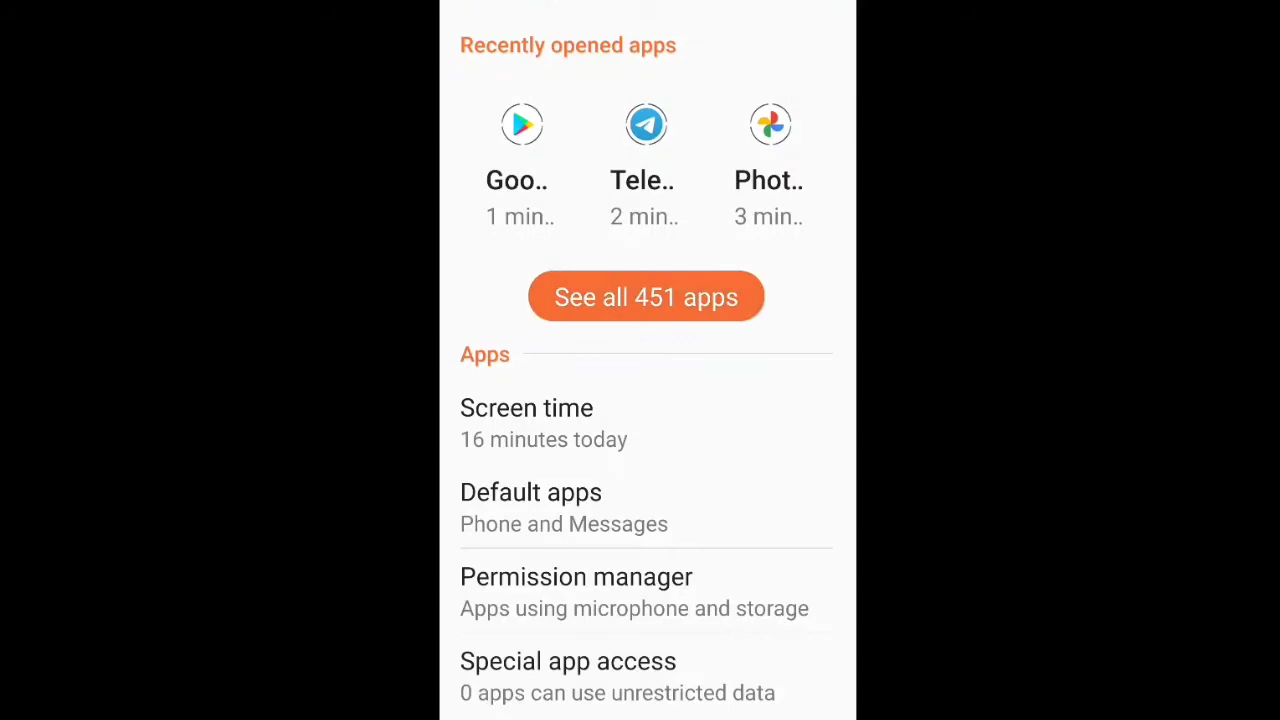 Recently opened apps
Goo.. Tele.. Phot..
1 min.. 2 min.. 3 min..
See all 451 apps
Apps
Screen time
16 minutes today
Default apps
Phone and Messages
Permission manager
Apps using microphone and storage
Special app access
0 apps can use unrestricted data